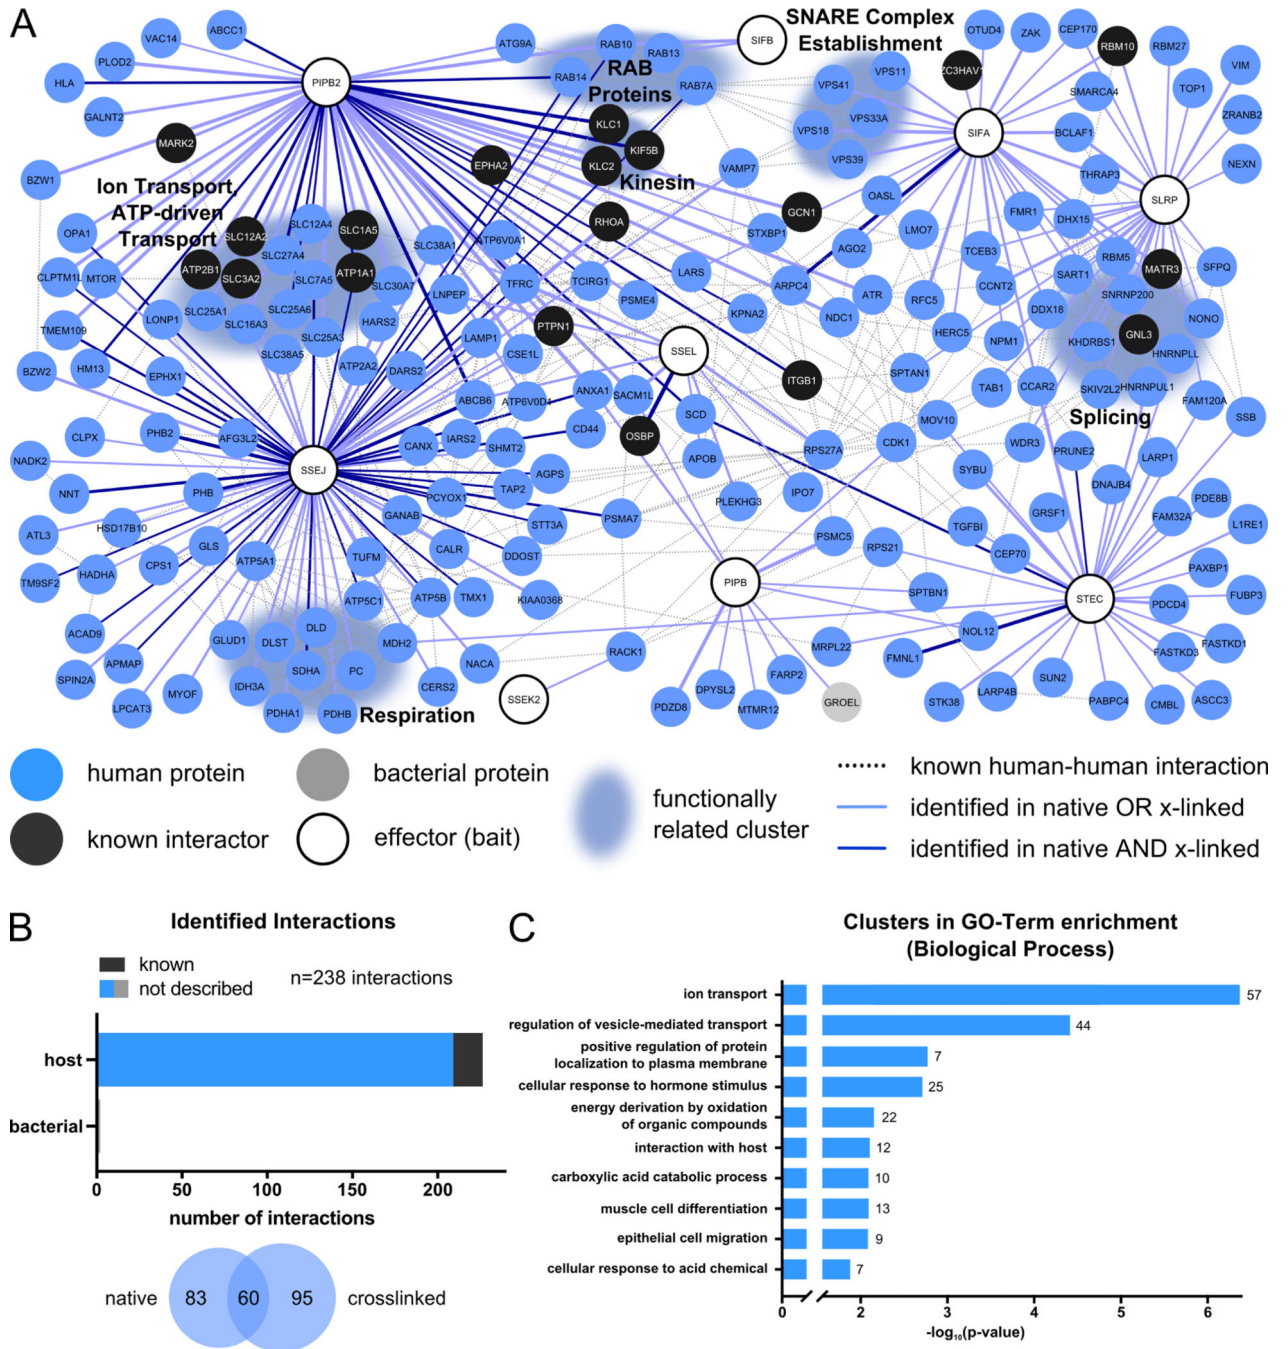 A
SNARE Complex
Establishment
RAB
Proteins
Kinesin
Ion Transport,
ATP-driven
Transport
Splicing
Respiration
ABCC1
VAC14
PLOD2
HLA
GALNT2
MARK2
BZW1
PIPB2
ATG9A
RAB10
RAB13
RAB14
RAB7A
SIFB
KLC1
KIF5B
KLC2
EPHA2
RHOA
VPS41
VPS11
VPS33A
VPS18
VPS39
VAMP7
ZC3HAV1
OTUD4
ZAK
CEP170
RBM10
RBM27
VIM
SMARCA4
TOP1
ZRANB2
BCLAF1
NEXN
SIFA
THRAP3
SLRP
OPA1
CLPTM1L
MTOR
TMEM109
LONP1
BZW2
HM13
EPHX1
SLC12A2
SLC12A4
SLC1A5
SLC27A4
ATP2B1
SLC3A2
SLC7A5
ATP1A1
SLC30A7
SLC25A1
SLC16A3
SLC25A6
SLC25A3
SLC38A5
HARS2
ATP2A2
SLC38A1
ATP6V0A1
LNPEP
TFRC
TCIRG1
LAMP1
PTPN1
CSE1L
DARS2
ABCB6
ATP6V0D1
ANXA1
SACM1L
PSME4
LARS
KPNA2
STXBP1
GCN1
OASL
AGO2
LMO7
ARPC4
ATR
NDC1
RFC5
HERC5
FMR1
DHX15
TCEB3
SART1
CCNT2
DDX18
NPM1
RBM5
MATR3
SFPQ
SNRNP200
NONO
GNL3
KHDRBS1
HNRNPLL
SKIV2L2
HNRNPUL1
FAM120A
SSB
TAB1
CCAR2
SPTAN1
ITGB1
SSEL
SCD
OSBP
APOB
PLEKHG3
RPS27A
CDK1
MOV10
IPO7
WDR3
SYBU
PRUNE2
LARP1
DNAJB4
PDE8B
GRSF1
FAM32A
L1RE1
TGFBI
CEP70
PSMC5
RPS21
SPTBN1
STEC
PAXBP1
PDCD4
FUBP3
FASTKD1
FASTKD3
NOL12
FMNL1
MRPL22
SUN2
LARP4B
STK38
PABPC4
CMBL
ASCC3
CLPX
PHB2
AFG3L2
NADK2
NNT
PHB
HSD17B10
ATL3
GLS
TM9SF2
HADHA
CPS1
ATP5A1
ACAD9
APMAP
SPIN2A
LPCAT3
MYOF
SSEJ
CANX
IARS2
SHMT2
CD44
AGPS
PCYOX1
TAP2
GANAB
STT3A
PSMA7
CALR
DDOST
TUFM
ATP5C1
ATP5B
TMX1
KIAA0368
GLUD1
DLST
DLD
MDH2
SDHA
PC
IDH3A
PDHA1
PDHB
CERS2
NACA
RACK1
SSEK2
PIPB
PDZD8
DPYSL2
MTMR12
FARP2
GROEL
human protein
known interactor
bacterial protein
effector (bait)
functionally
related cluster
known human-human interaction
identified in native OR x-linked
identified in native AND x-linked
B
Identified Interactions
known
not described
n=238 interactions
host
bacterial
0 50 100 150 200
number of interactions
native 83 60 95 crosslinked
C
Clusters in GO-Term enrichment
(Biological Process)
ion transport 57
regulation of vesicle-mediated transport 44
positive regulation of protein
localization to plasma membrane 7
cellular response to hormone stimulus 25
energy derivation by oxidation
of organic compounds 22
interaction with host 12
carboxylic acid catabolic process 10
muscle cell differentiation 13
epithelial cell migration 9
cellular response to acid chemical 7
0 2 3 4 5 6
-log₁₀(p-value)